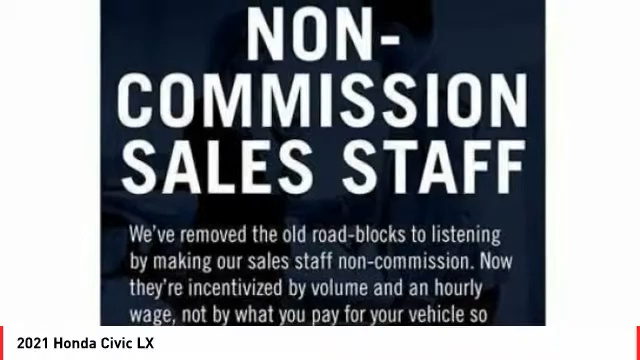 NON-
COMMISSION
SALES STAFF
We've removed the old road-blocks to listening
by making our sales staff non-commission. Now
they're incentivized by volume and an hourly
wage, not by what you pay for your vehicle so
2021 Honda Civic LX